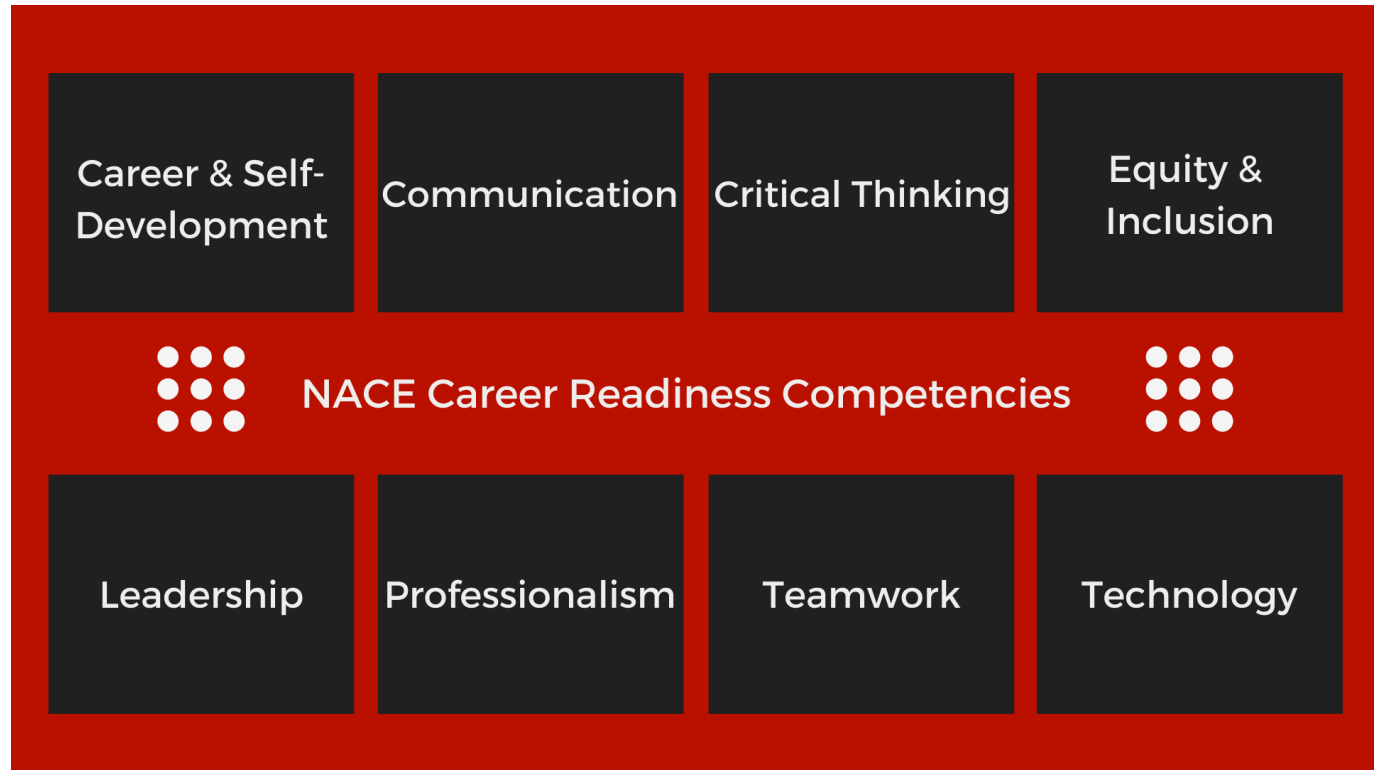 Career & Self-
Development
Communication
Critical Thinking
Equity &
Inclusion
NACE Career Readiness Competencies
Leadership
Professionalism
Teamwork
Technology